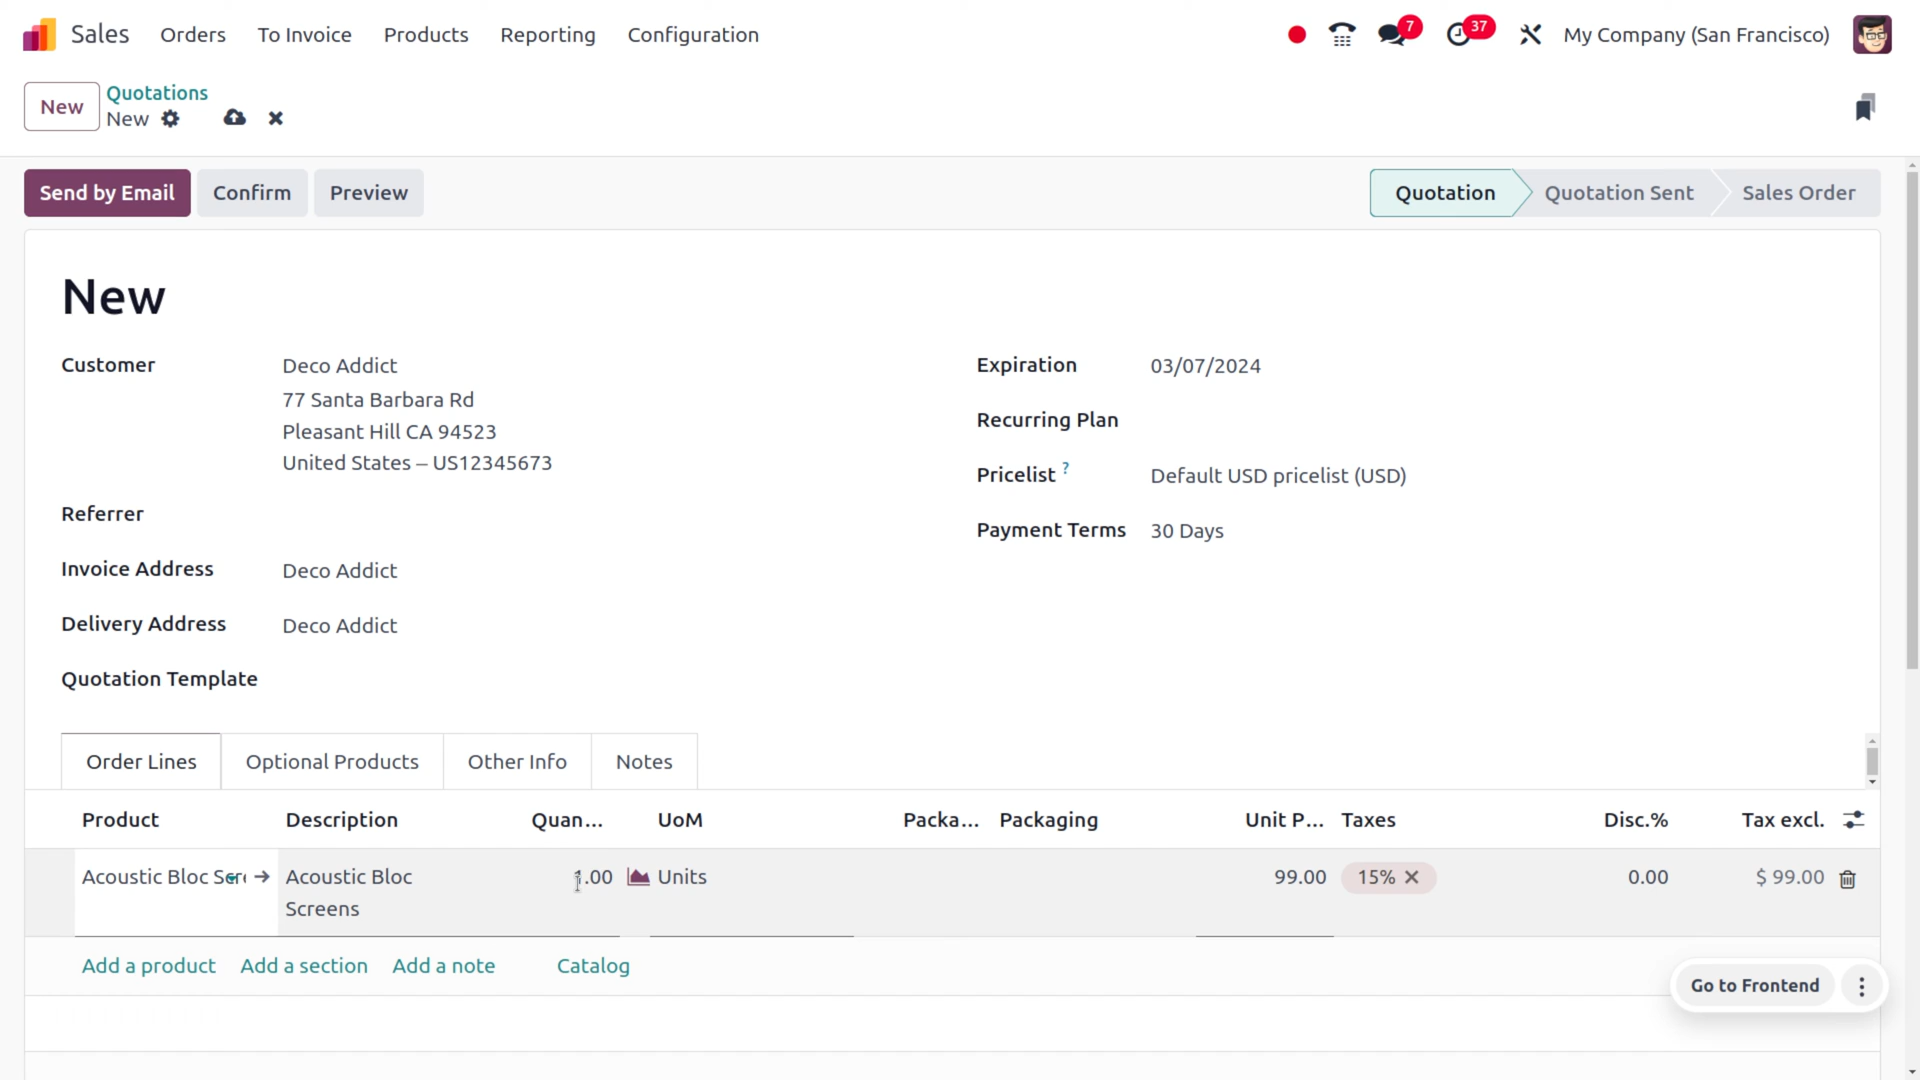 Sales Orders To Invoice Products Reporting Configuration 7 37 My Company (San Francisco)
New Quotations
New
Send by Email Confirm Preview Quotation Quotation Sent Sales Order
New
Customer Deco Addict Expiration 03/07/2024
77 Santa Barbara Rd
Pleasant Hill CA 94523 Recurring Plan
United States – US12345673 Pricelist ? Default USD pricelist (USD)
Referrer Payment Terms 30 Days
Invoice Address Deco Addict
Delivery Address Deco Addict
Quotation Template
Order Lines Optional Products Other Info Notes
Product Description Quan... UoM Packa... Packaging Unit P... Taxes Disc.% Tax excl.
Acoustic Bloc Scre Acoustic Bloc 1.00 Units 99.00 15% 0.00 $ 99.00
Screens
Add a product Add a section Add a note Catalog
Go to Frontend